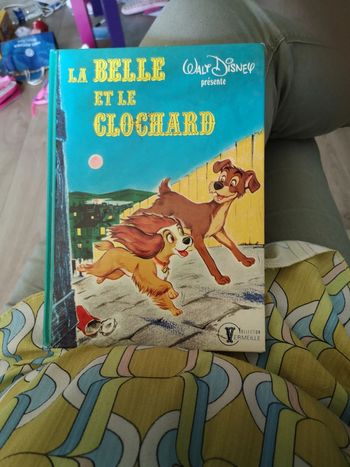 LA BELLE
ET LE
CLOCHARD
WALT DISNEY
présente
COLLECTION
VERMEILLE